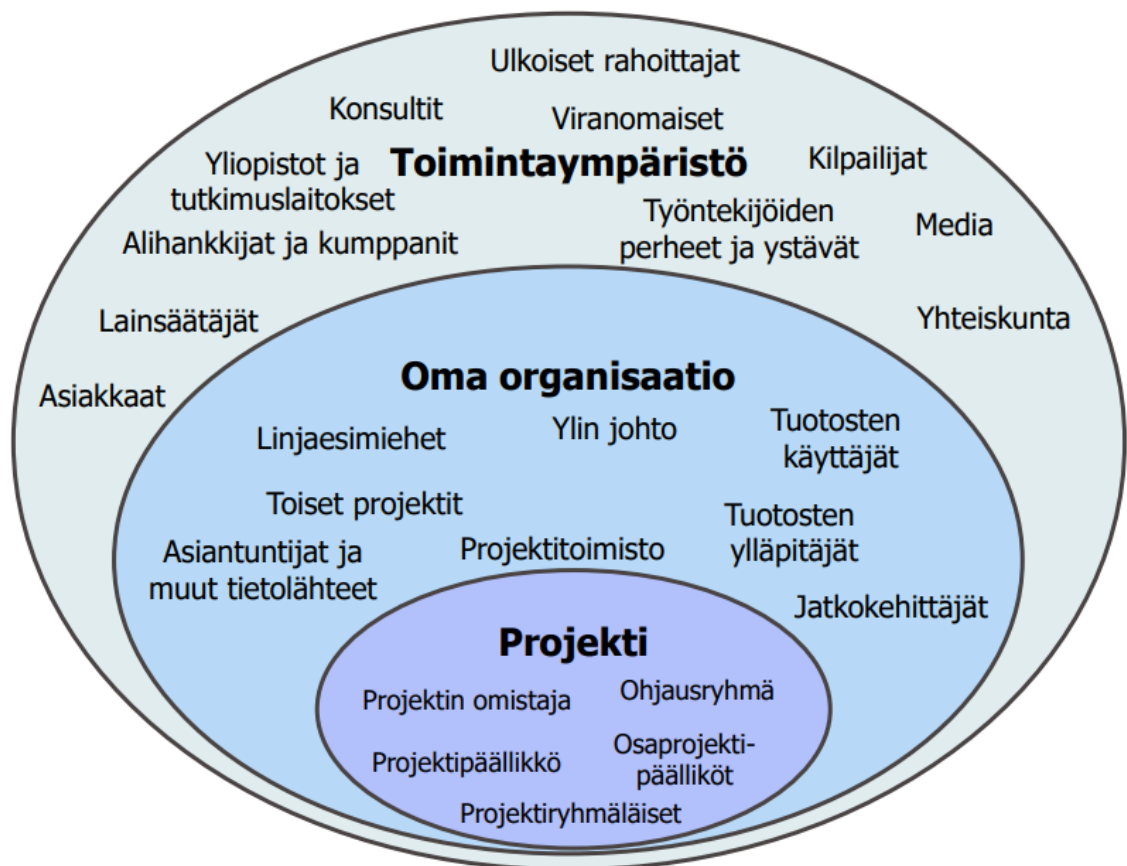 Ulkoiset rahoittajat
Konsultit
Viranomaiset
Yliopistot ja
tutkimuslaitokset
Toimintaympäristö
Kilpailijat
Työntekijöiden
perheet ja ystävät
Media
Alihankkijat ja kumppanit
Lainsäätäjät
Yhteiskunta
Asiakkaat
Oma organisaatio
Linjaesimiehet
Ylin johto
Tuotosten
käyttäjät
Toiset projektit
Tuotosten
ylläpitäjät
Asiantuntijat ja
muut tietolähteet
Projektitoimisto
Jatkokehittäjät
Projekti
Projektin omistaja
Ohjausryhmä
Projektipäällikkö
Osaprojekti-
päälliköt
Projektiryhmäläiset